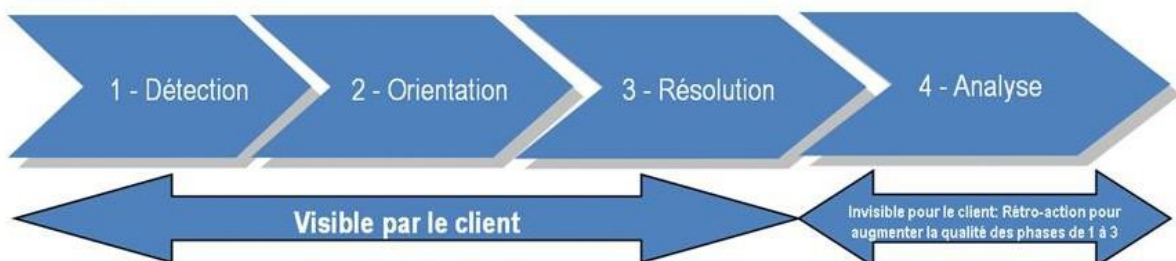 1 - Détection
2 - Orientation
3 - Résolution
4 - Analyse
Visible par le client
Invisible pour le client: Rétro-action pour
augmenter la qualité des phases de 1 à 3